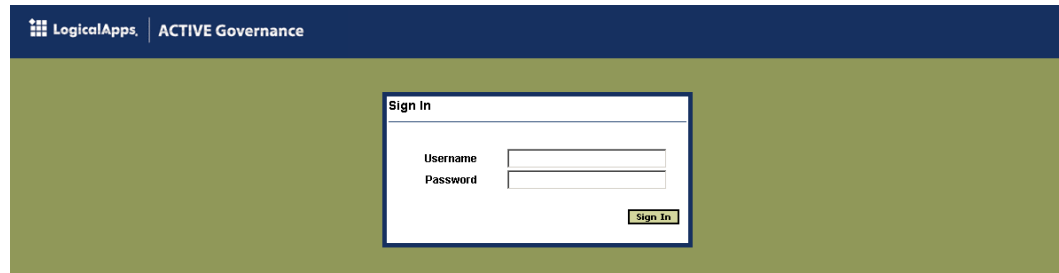 LogicalApps. ACTIVE Governance
Sign In
Username
Password
Sign In